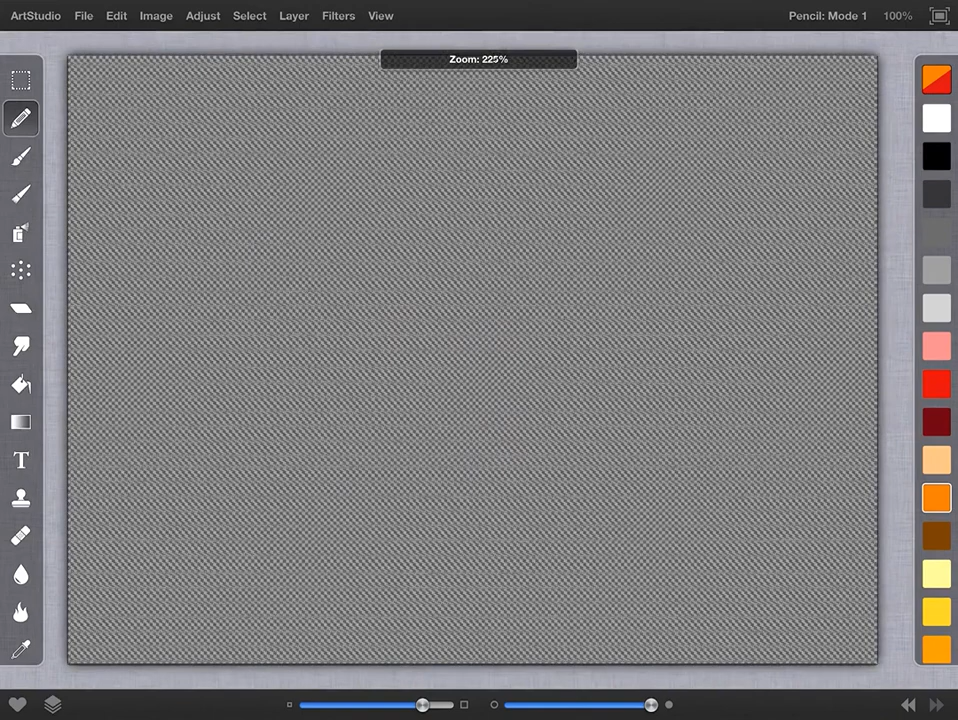 ArtStudio File Edit Image Adjust Select Layer Filters View Pencil: Mode 1 100%
Zoom: 225%
T